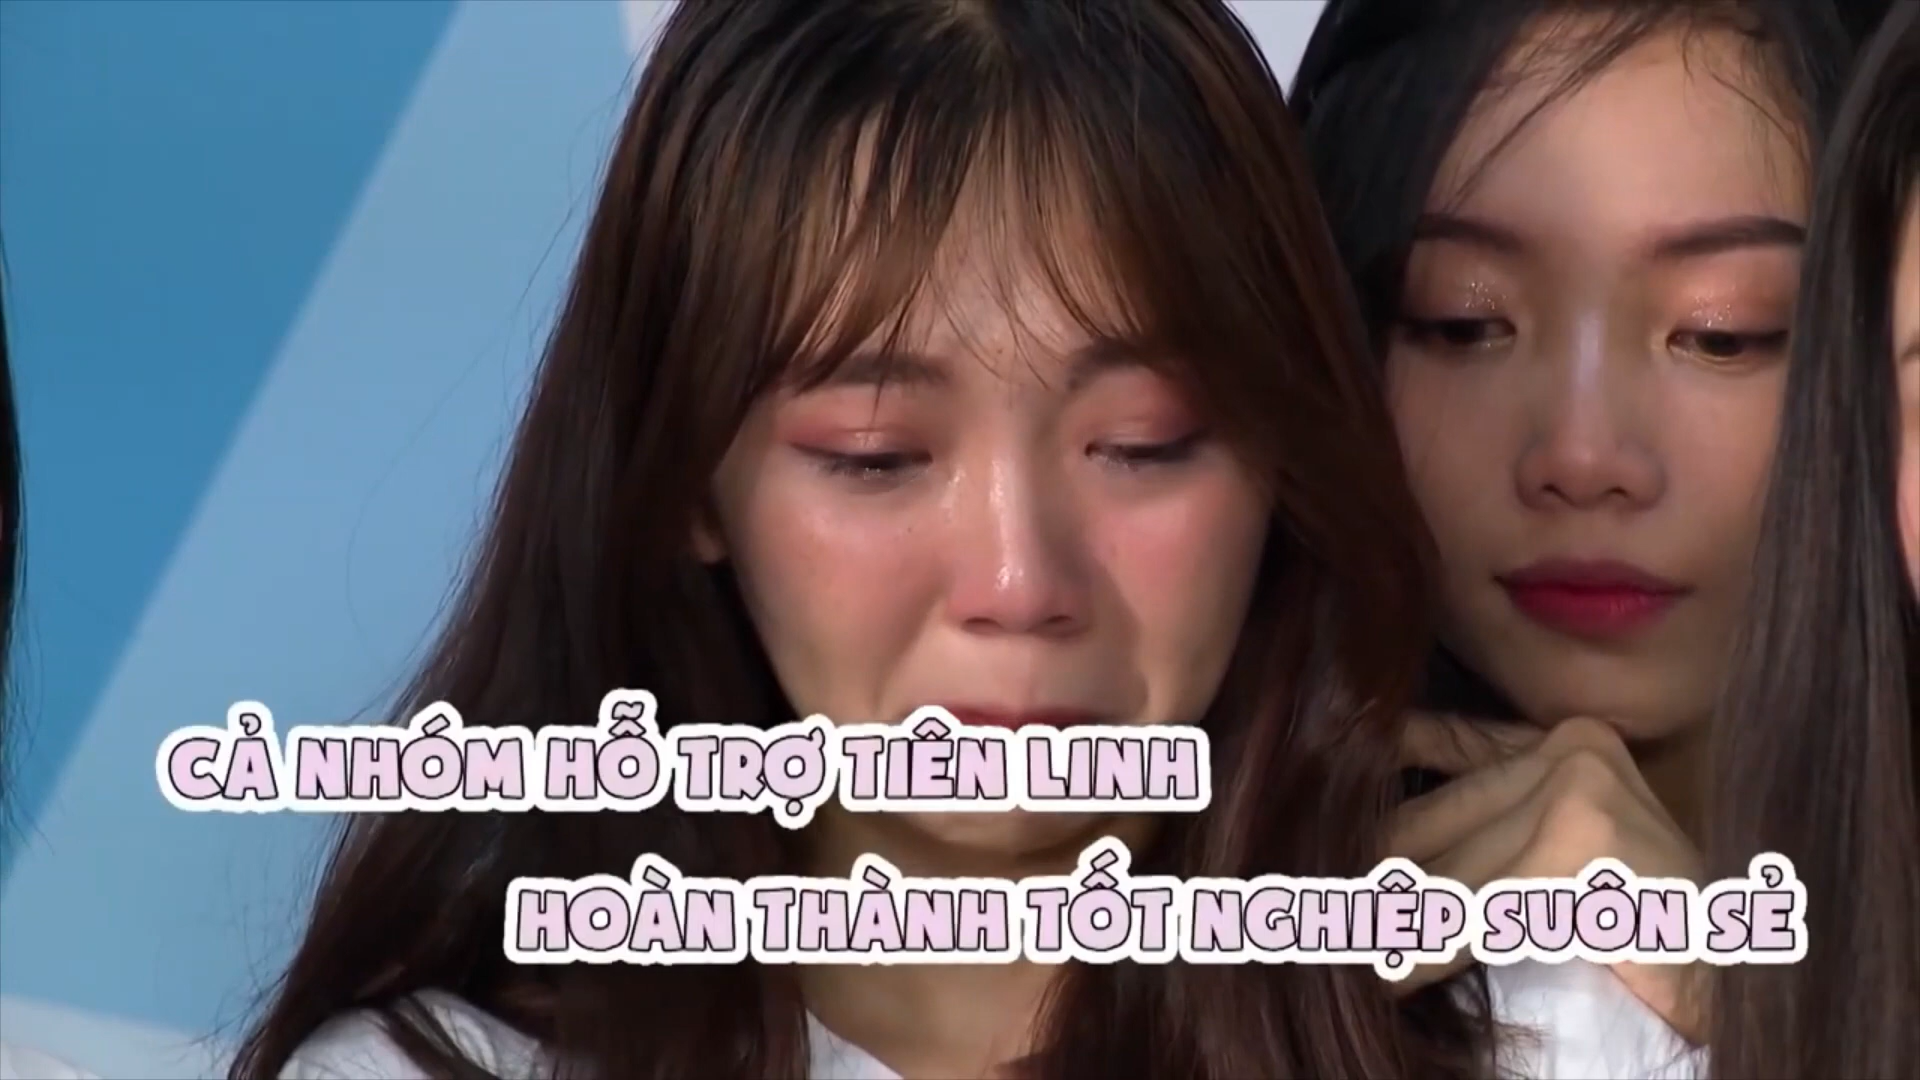 CẢ NHÓM HỖ TRỢ TIÊN LINH
HOÀN THÀNH TỐT NGHIỆP SUÔN SẺ